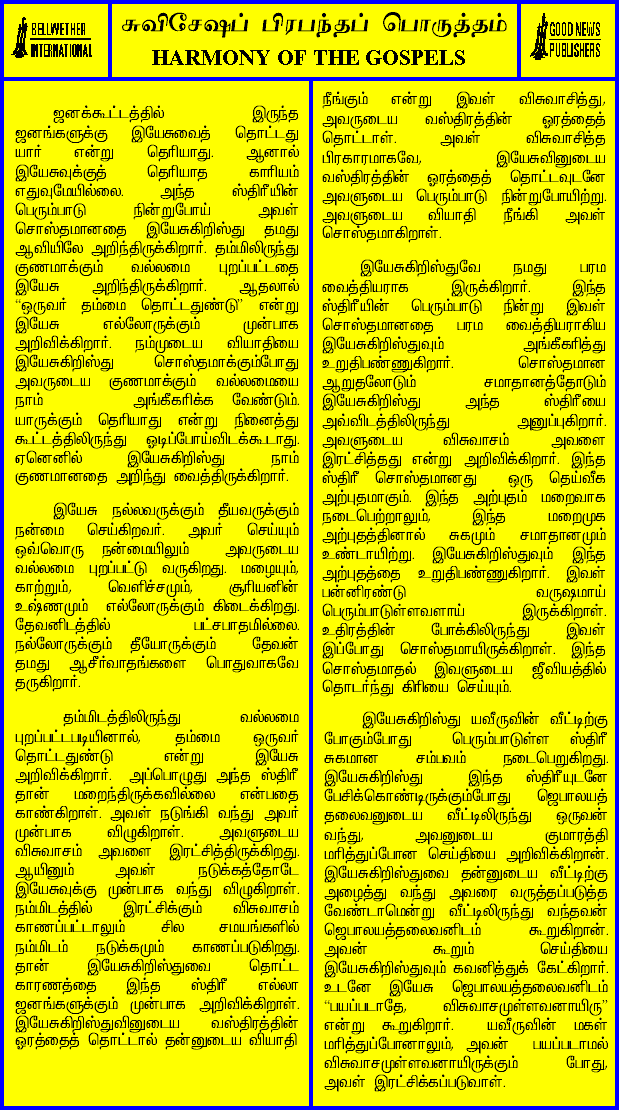 BELLWETHER
INTERNATIONAL
சுவிசேஷப் பிரபந்தப் பொருத்தம்
HARMONY OF THE GOSPELS
GOOD NEWS
PUBLISHERS
ஜனக்கூட்டத்தில் இருந்த
ஜனங்களுக்கு இயேசுவைத் தொட்டது
யார் என்று தெரியாது. ஆனால்
இயேசுவுக்குத் தெரியாத காரியம்
எதுவுமேயில்லை. அந்த ஸ்திரீயின்
பெரும்பாடு நின்றுபோய் அவள்
சொஸ்தமானதை இயேசுகிறிஸ்து தமது
ஆவியிலே அறிந்திருக்கிறார். தம்மிலிருந்து
குணமாக்கும் வல்லமை புறப்பட்டதை
இயேசு அறிந்திருக்கிறார். ஆதலால்
“ஒருவர் தம்மை தொட்டதுண்டு” என்று
இயேசு எல்லோருக்கும் முன்பாக
அறிவிக்கிறார். நம்முடைய வியாதியை
இயேசுகிறிஸ்து சொஸ்தமாக்கும்போது
அவருடைய குணமாக்கும் வல்லமையை
நாம் அங்கீகரிக்க வேண்டும்.
யாருக்கும் தெரியாது என்று நினைத்து
கூட்டத்திலிருந்து ஓடிப்போய்விடக்கூடாது.
ஏனெனில் இயேசுகிறிஸ்து நாம்
குணமானதை அறிந்து வைத்திருக்கிறார்.
இயேசு நல்லவருக்கும் தீயவருக்கும்
நன்மை செய்கிறவர். அவர் செய்யும்
ஒவ்வொரு நன்மையிலும் அவருடைய
வல்லமை புறப்பட்டு வருகிறது. மழையும்,
காற்றும், வெளிச்சமும், சூரியனின்
உஷ்ணமும் எல்லோருக்கும் கிடைக்கிறது.
தேவனிடத்தில் பட்சபாதமில்லை.
நல்லோருக்கும் தீயோருக்கும் தேவன்
தமது ஆசீர்வாதங்களை பொதுவாகவே
தருகிறார்.
தம்மிடத்திலிருந்து வல்லமை
புறப்பட்டபடியினால், தம்மை ஒருவர்
தொட்டதுண்டு என்று இயேசு
அறிவிக்கிறார். அப்பொழுது அந்த ஸ்திரீ
தான் மறைந்திருக்கவில்லை என்பதை
காண்கிறாள். அவள் நடுங்கி வந்து அவர்
முன்பாக விழுகிறாள். அவளுடைய
விசுவாசம் அவளை இரட்சித்திருக்கிறது.
ஆயினும் அவள் நடுக்கத்தோடே
இயேசுவுக்கு முன்பாக வந்து விழுகிறாள்.
நம்மிடத்தில் இரட்சிக்கும் விசுவாசம்
காணப்பட்டாலும் சில சமயங்களில்
நம்மிடம் நடுக்கமும் காணப்படுகிறது.
தான் இயேசுகிறிஸ்துவை தொட்ட
காரணத்தை இந்த ஸ்திரீ எல்லா
ஜனங்களுக்கும் முன்பாக அறிவிக்கிறாள்.
இயேசுகிறிஸ்துவினுடைய வஸ்திரத்தின்
ஓரத்தைத் தொட்டால் தன்னுடைய வியாதி
நீங்கும் என்று இவள் விசுவாசித்து,
அவருடைய வஸ்திரத்தின் ஓரத்தைத்
தொட்டாள். அவள் விசுவாசித்த
பிரகாரமாகவே, இயேசுவினுடைய
வஸ்திரத்தின் ஓரத்தைத் தொட்டவுடனே
அவளுடைய பெரும்பாடு நின்றுபோயிற்று.
அவளுடைய வியாதி நீங்கி அவள்
சொஸ்தமாகிறாள்.
இயேசுகிறிஸ்துவே நமது பரம
வைத்தியராக இருக்கிறார். இந்த
ஸ்திரீயின் பெரும்பாடு நின்று இவள்
சொஸ்தமானதை பரம வைத்தியராகிய
இயேசுகிறிஸ்துவும் அங்கீகரித்து
உறுதிபண்ணுகிறார். சொஸ்தமான
ஆறுதலோடும் சமாதானத்தோடும்
இயேசுகிறிஸ்து அந்த ஸ்திரீயை
அவ்விடத்திலிருந்து அனுப்புகிறார்.
அவளுடைய விசுவாசம் அவளை
இரட்சித்தது என்று அறிவிக்கிறார். இந்த
ஸ்திரீ சொஸ்தமானது ஒரு தெய்வீக
அற்புதமாகும். இந்த அற்புதம் மறைவாக
நடைபெற்றாலும், இந்த மறைமுக
அற்புதத்தினால் சுகமும் சமாதானமும்
உண்டாயிற்று. இயேசுகிறிஸ்துவும் இந்த
அற்புதத்தை உறுதிபண்ணுகிறார். இவள்
பன்னிரண்டு வருஷமாய்
பெரும்பாடுள்ளவளாய் இருக்கிறாள்.
உதிரத்தின் போக்கிலிருந்து இவள்
இப்போது சொஸ்தமாயிருக்கிறாள். இந்த
சொஸ்தமாதல் இவளுடைய ஜீவியத்தில்
தொடர்ந்து கிரியை செய்யும்.
இயேசுகிறிஸ்து யவீருவின் வீட்டிற்கு
போகும்போது பெரும்பாடுள்ள ஸ்திரீ
சுகமான சம்பவம் நடைபெறுகிறது.
இயேசுகிறிஸ்து இந்த ஸ்திரீயுடனே
பேசிக்கொண்டிருக்கும்போது ஜெபாலயத்
தலைவனுடைய வீட்டிலிருந்து ஒருவன்
வந்து, அவனுடைய குமாரத்தி
மரித்துப்போன செய்தியை அறிவிக்கிறான்.
இயேசுகிறிஸ்துவை தன்னுடைய வீட்டிற்கு
அழைத்து வந்து அவரை வருத்தப்படுத்த
வேண்டாமென்று வீட்டிலிருந்து வந்தவன்
ஜெபாலயத்தலைவனிடம் கூறுகிறான்.
அவன் கூறும் செய்தியை
இயேசுகிறிஸ்துவும் கவனித்துக் கேட்கிறார்.
உடனே இயேசு ஜெபாலயத்தலைவனிடம்
“பயப்படாதே, விசுவாசமுள்ளவனாயிரு”
என்று கூறுகிறார். யவீருவின் மகள்
மரித்துப்போனாலும், அவன் பயப்படாமல்
விசுவாசமுள்ளவனாயிருக்கும் போது,
அவள் இரட்சிக்கப்படுவாள்.